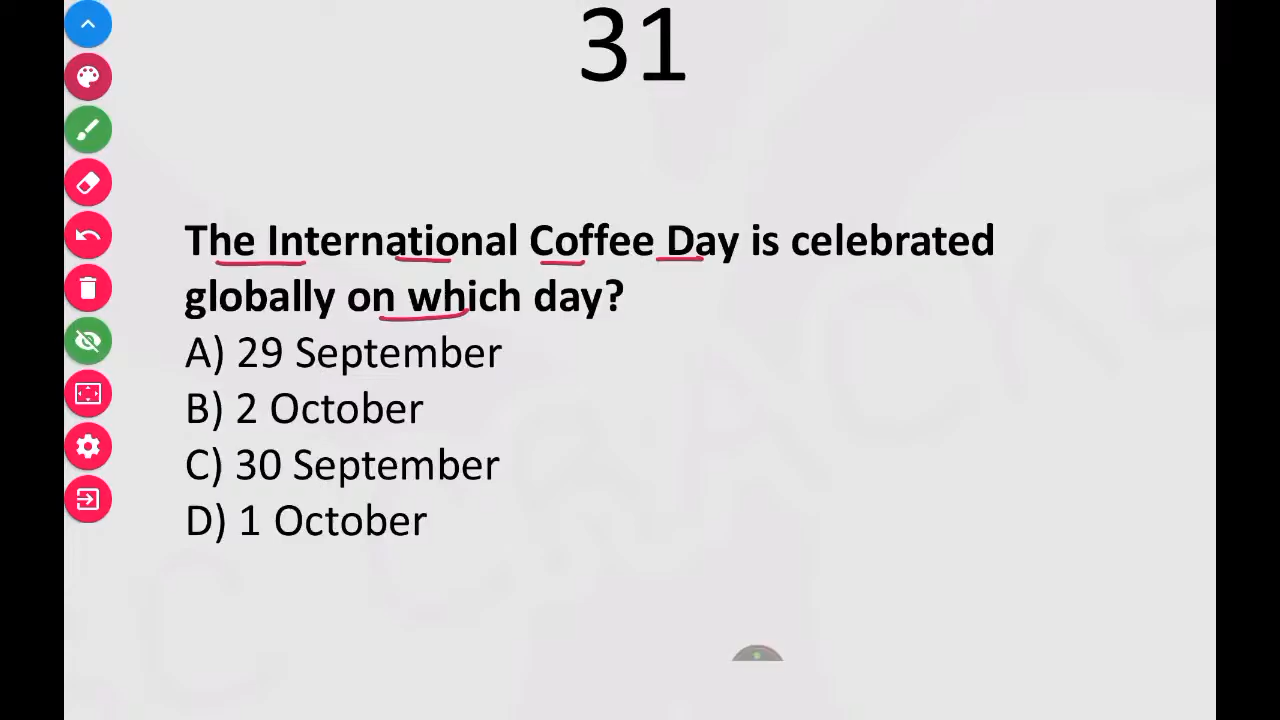 31
The International Coffee Day is celebrated
globally on which day?
A) 29 September
B) 2 October
C) 30 September
D) 1 October